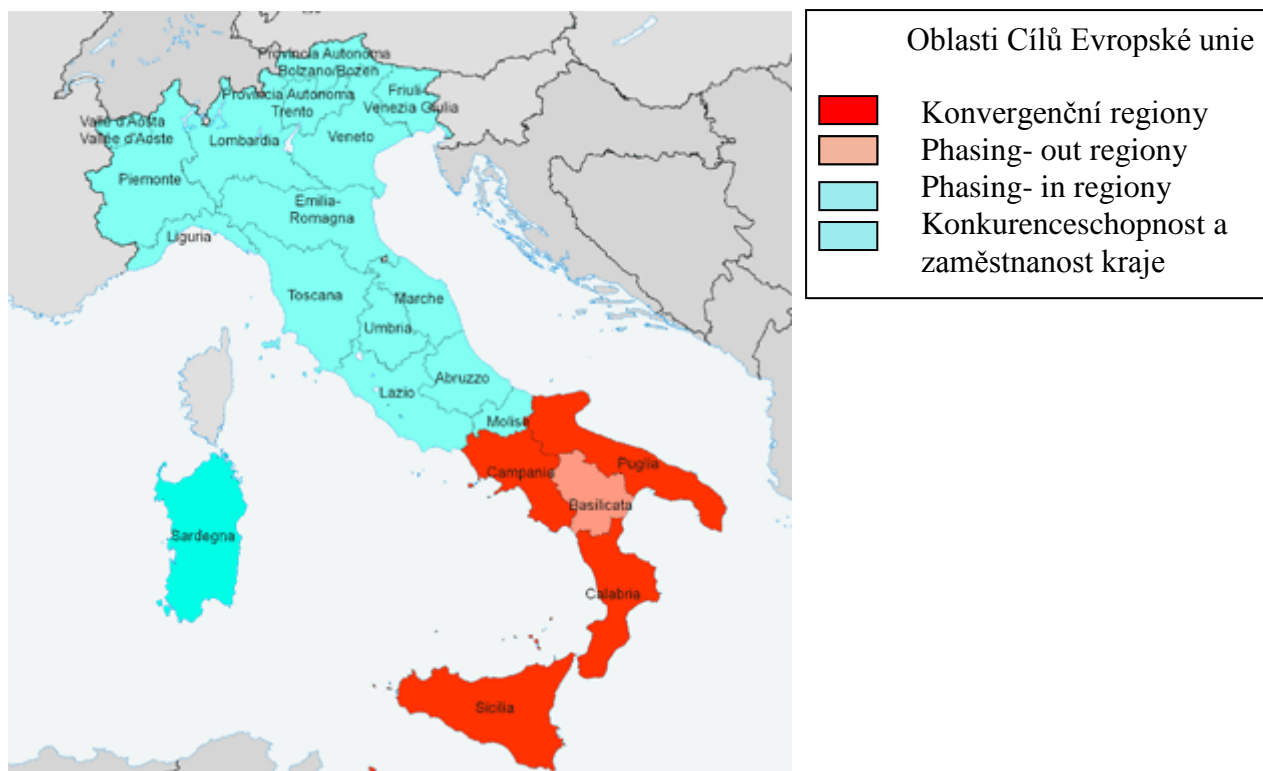 Provincia Autonoma
Bolzano/Bozen
Friuli-
Venezia Giulia
Provincia Autonoma
Trento
Valle d'Aosta
Vallée d'Aoste
Lombardia
Veneto
Piemonte
Emilia-
Romagna
Liguria
Toscana
Marche
Umbria
Abruzzo
Lazio
Molise
Campania
Puglia
Basilicata
Sardegna
Calabria
Sicilia
Oblasti Cílů Evropské unie
Konvergenční regiony
Phasing- out regiony
Phasing- in regiony
Konkurenceschopnost a
zaměstnanost kraje